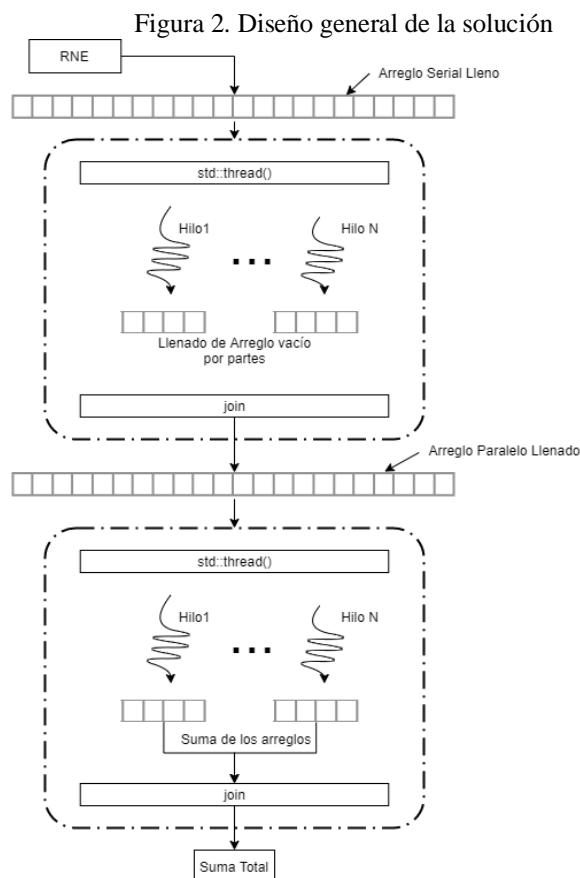 Figura 2. Diseño general de la solución
RNE
Arreglo Serial Lleno
std::thread()
Hilo1
...
Hilo N
Llenado de Arreglo vacío
por partes
join
Arreglo Paralelo Llenado
std::thread()
Hilo1
...
Hilo N
Suma de los arreglos
join
Suma Total